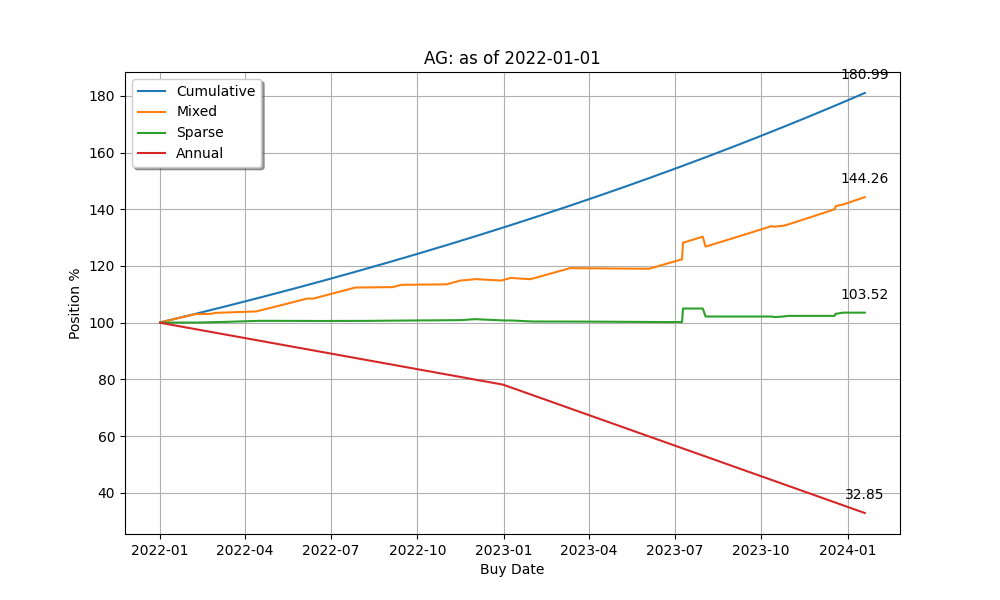 AG: as of 2022-01-01
Cumulative
Mixed
Sparse
Annual
180.99
144.26
103.52
32.85
Position %
180
160
140
120
100
80
60
40
2022-01 2022-04 2022-07 2022-10 2023-01 2023-04 2023-07 2023-10 2024-01
Buy Date